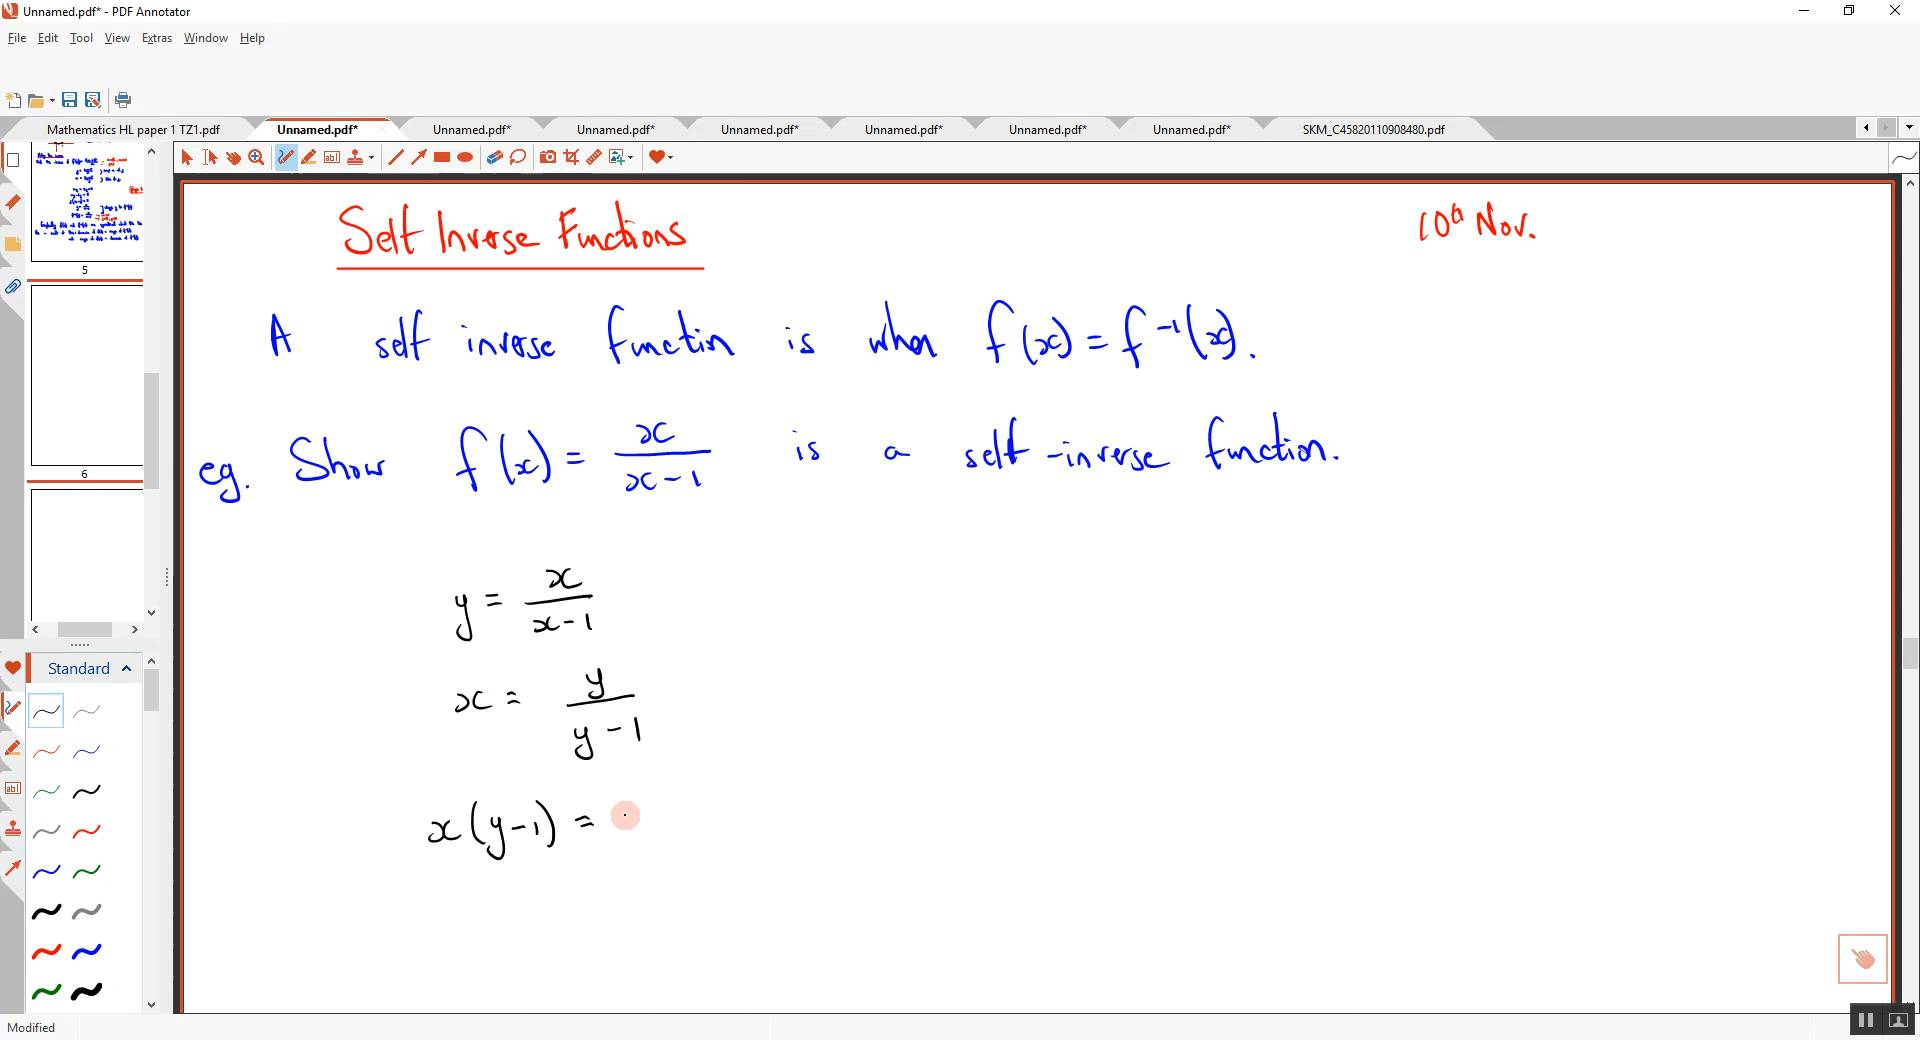 Unnamed.pdf* - PDF Annotator
File Edit Tool View Extras Window Help
Mathematics HL paper 1 TZ1.pdf Unnamed.pdf* Unnamed.pdf* Unnamed.pdf* Unnamed.pdf* Unnamed.pdf* Unnamed.pdf* Unnamed.pdf* SKM_C45820110908480.pdf
Self Inverse Functions
10th Nov.
A self inverse function is when f(x) = f⁻¹(x).
eg. Show f(x) = x/(x-1) is a self-inverse function.
y = x/(x-1)
x = y/(y-1)
x(y-1) =
5
6
Standard
Modified